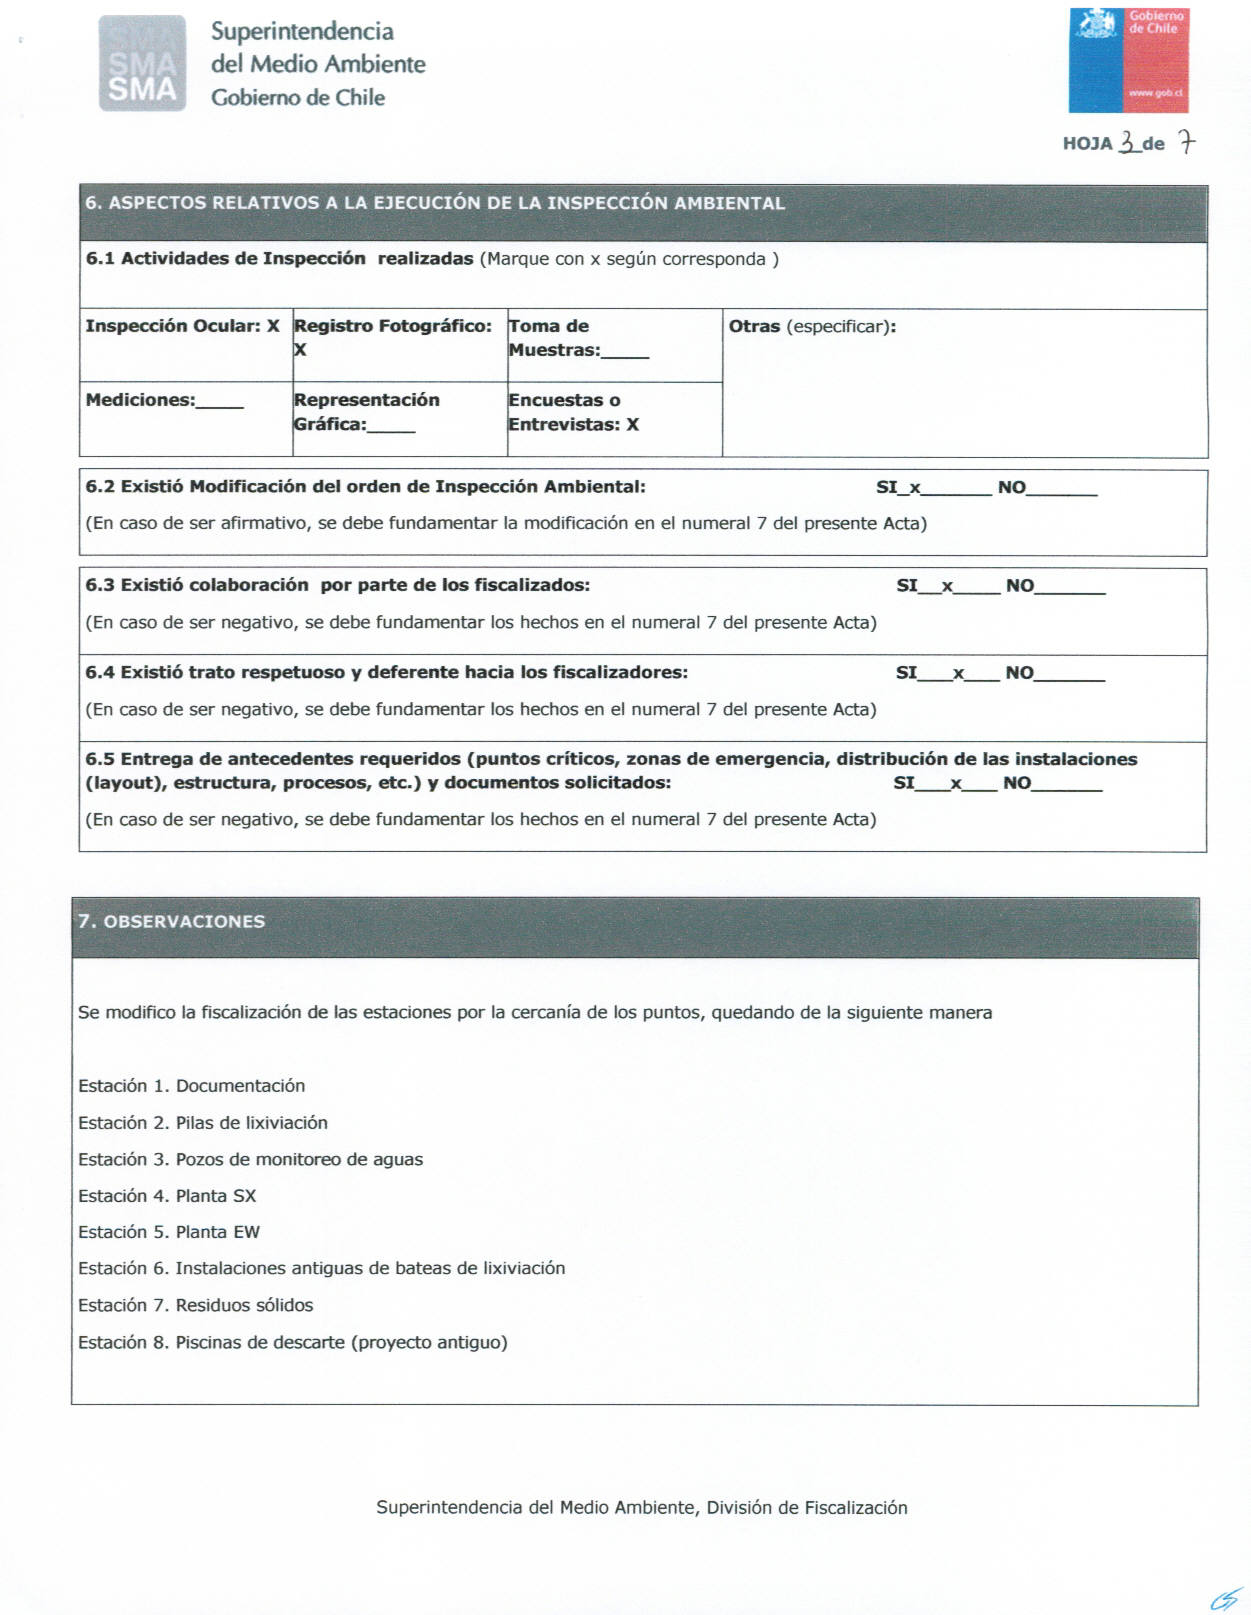 SMA
SMA
SMA
Superintendencia
del Medio Ambiente
Gobierno de Chile
Gobierno
de Chile
www.gob.cl
HOJA 3 de 7
6. ASPECTOS RELATIVOS A LA EJECUCIÓN DE LA INSPECCIÓN AMBIENTAL
6.1 Actividades de Inspección realizadas (Marque con x según corresponda )
Inspección Ocular: X
Registro Fotográfico:
X
Toma de
Muestras:____
Otras (especificar):
Mediciones:____
Representación
Gráfica:____
Encuestas o
Entrevistas: X
6.2 Existió Modificación del orden de Inspección Ambiental: SI_x______ NO______
(En caso de ser afirmativo, se debe fundamentar la modificación en el numeral 7 del presente Acta)
6.3 Existió colaboración por parte de los fiscalizados: SI__x____ NO______
(En caso de ser negativo, se debe fundamentar los hechos en el numeral 7 del presente Acta)
6.4 Existió trato respetuoso y deferente hacia los fiscalizadores: SI___x___ NO______
(En caso de ser negativo, se debe fundamentar los hechos en el numeral 7 del presente Acta)
6.5 Entrega de antecedentes requeridos (puntos críticos, zonas de emergencia, distribución de las instalaciones
(layout), estructura, procesos, etc.) y documentos solicitados: SI___x___ NO______
(En caso de ser negativo, se debe fundamentar los hechos en el numeral 7 del presente Acta)
7. OBSERVACIONES
Se modifico la fiscalización de las estaciones por la cercanía de los puntos, quedando de la siguiente manera
Estación 1. Documentación
Estación 2. Pilas de lixiviación
Estación 3. Pozos de monitoreo de aguas
Estación 4. Planta SX
Estación 5. Planta EW
Estación 6. Instalaciones antiguas de bateas de lixiviación
Estación 7. Residuos sólidos
Estación 8. Piscinas de descarte (proyecto antiguo)
Superintendencia del Medio Ambiente, División de Fiscalización